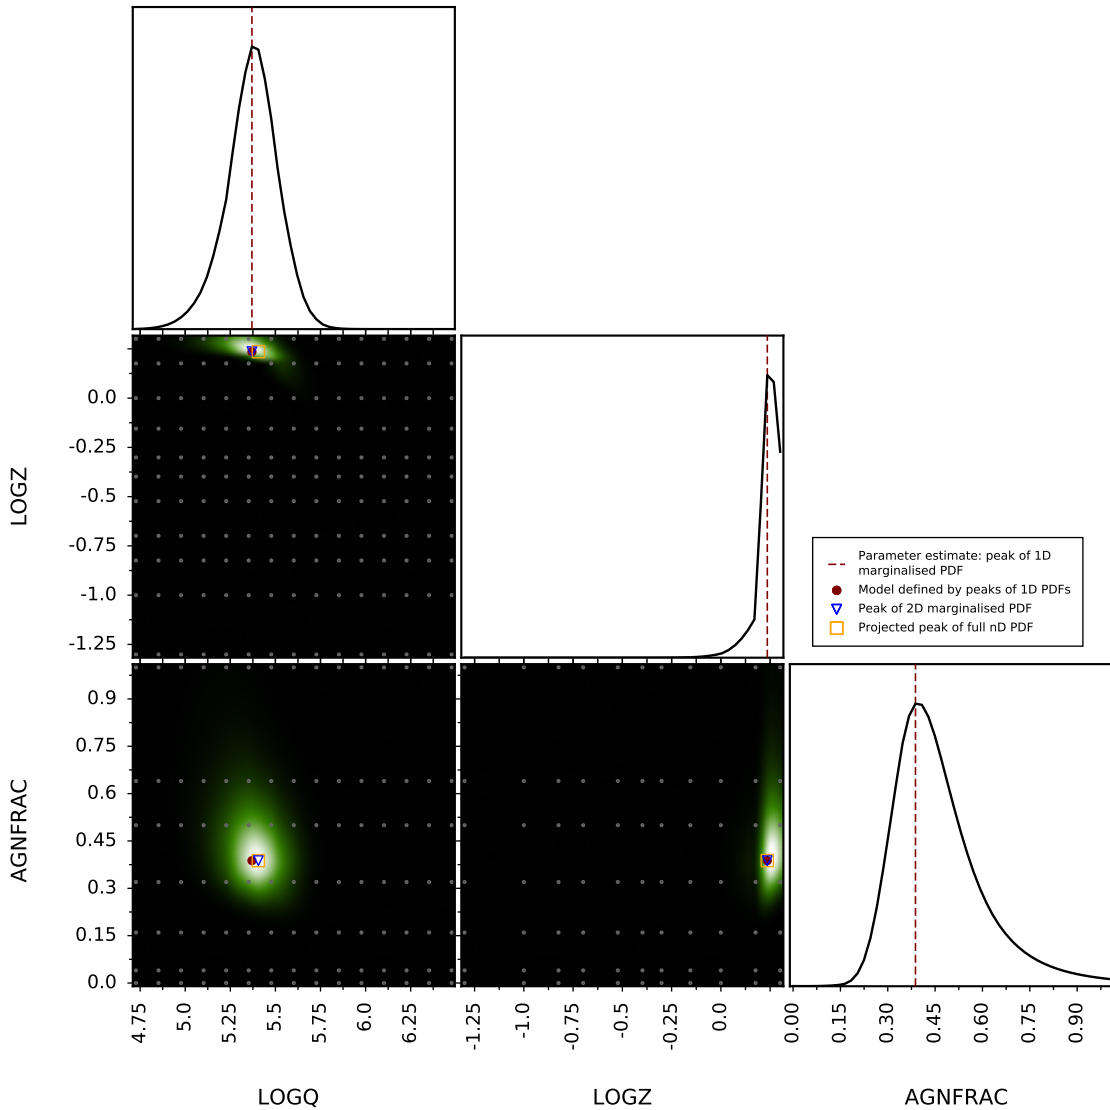 LOGZ
0.0
-0.25
-0.5
-0.75
-1.0
-1.25
Parameter estimate: peak of 1D
marginalised PDF
Model defined by peaks of 1D PDFs
Peak of 2D marginalised PDF
Projected peak of full nD PDF
AGNFRAC
0.9
0.75
0.6
0.45
0.3
0.15
0.0
4.75 5.0 5.25 5.5 5.75 6.0 6.25
-1.25 -1.0 -0.75 -0.5 -0.25 0.0
0.00 0.15 0.30 0.45 0.60 0.75 0.90
LOGQ
LOGZ
AGNFRAC